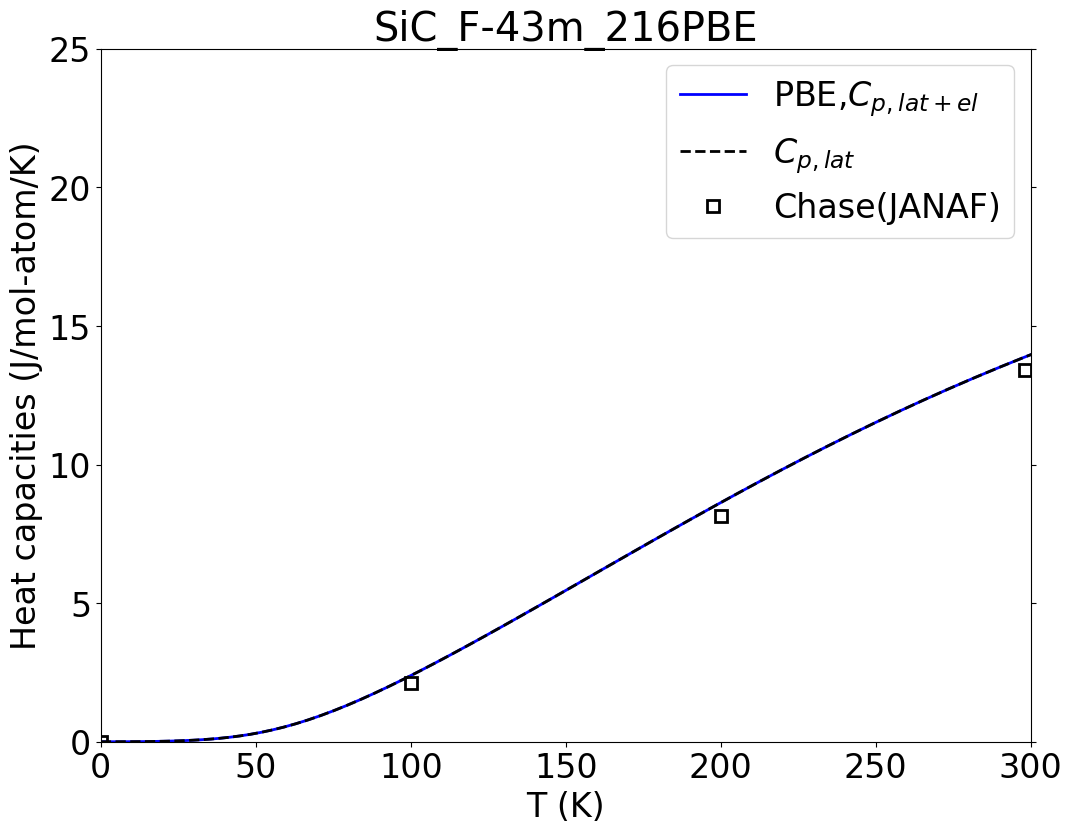 SiC_F-43m_216PBE
25
20
15
10
5
0
Heat capacities (J/mol-atom/K)
PBE,C_{p,lat+el}
C_{p,lat}
Chase(JANAF)
0 50 100 150 200 250 300
T (K)